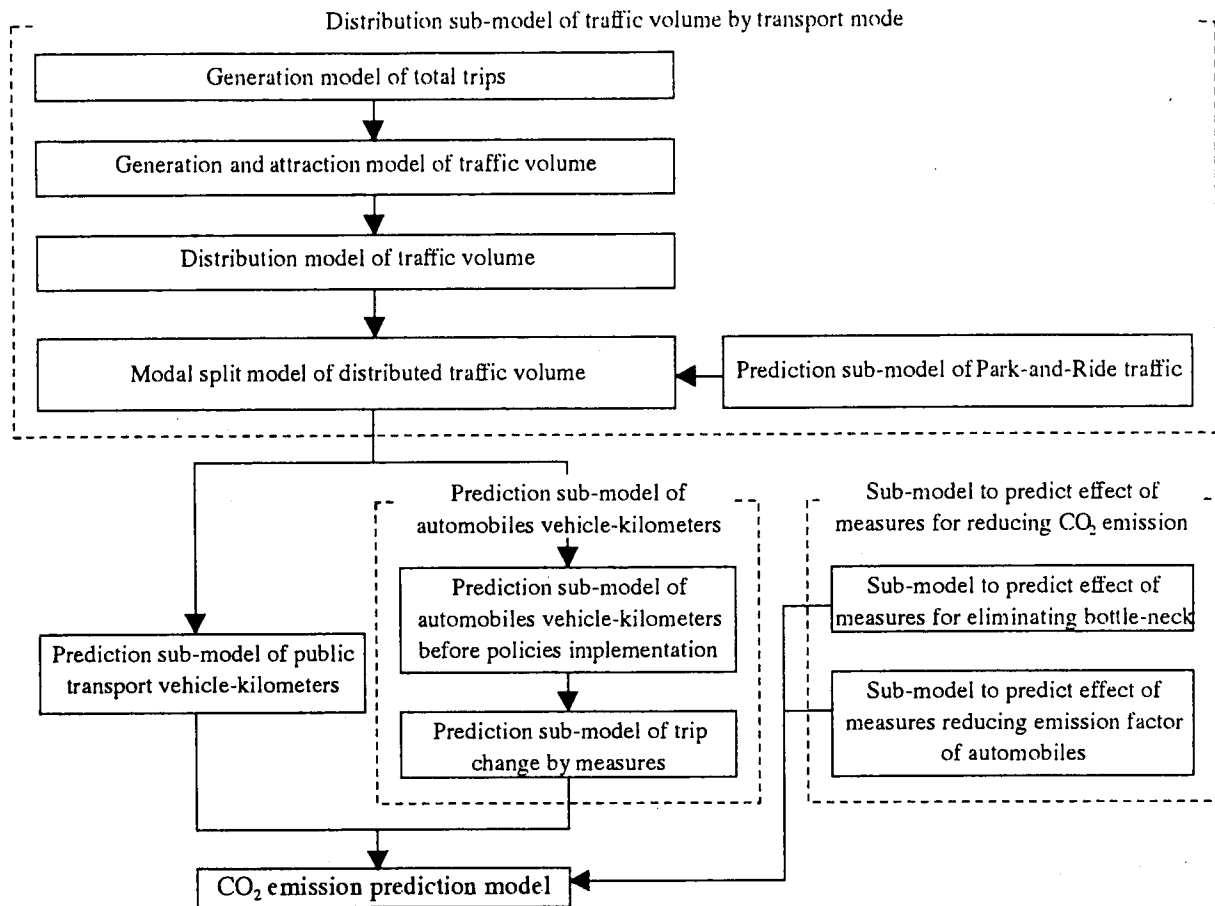 Distribution sub-model of traffic volume by transport mode
Generation model of total trips
Generation and attraction model of traffic volume
Distribution model of traffic volume
Modal split model of distributed traffic volume
Prediction sub-model of Park-and-Ride traffic
Prediction sub-model of
automobiles vehicle-kilometers
Sub-model to predict effect of
measures for reducing CO₂ emission
Prediction sub-model of
automobiles vehicle-kilometers
before policies implementation
Sub-model to predict effect of
measures for eliminating bottle-neck
Prediction sub-model of public
transport vehicle-kilometers
Sub-model to predict effect of
measures reducing emission factor
of automobiles
Prediction sub-model of trip
change by measures
CO₂ emission prediction model